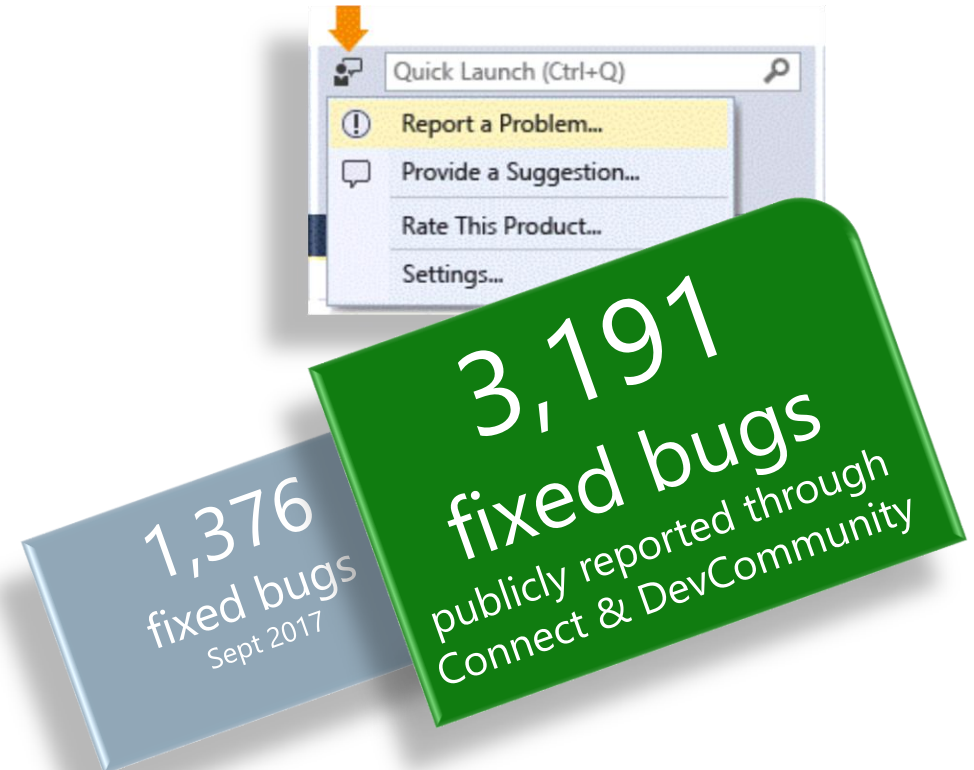 Quick Launch (Ctrl+Q)
Report a Problem...
Provide a Suggestion...
Rate This Product...
Settings...
3,191
fixed bugs
publicly reported through
Connect & DevCommunity
1,376
fixed bugs
Sept 2017